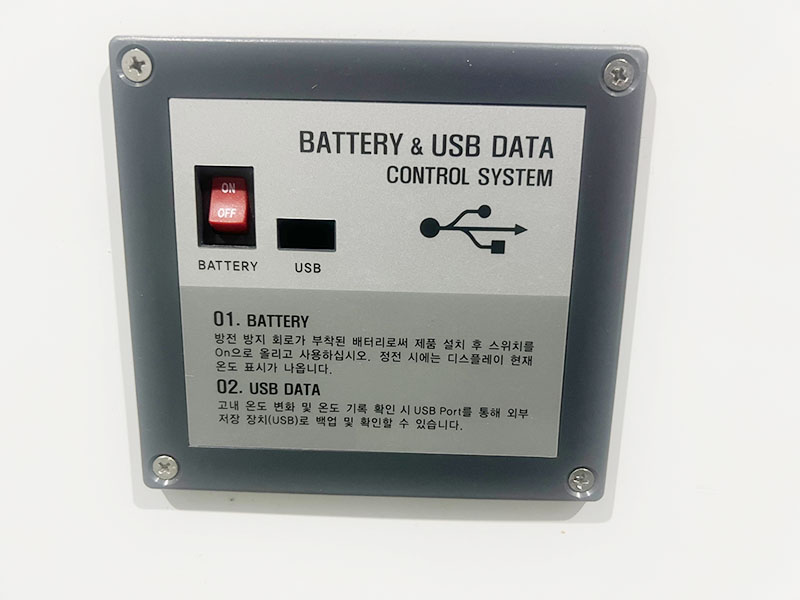 BATTERY & USB DATA
CONTROL SYSTEM
ON
OFF
BATTERY
USB
01. BATTERY
방전 방지 회로가 부착된 배터리로써 제품 설치 후 스위치를
On으로 올리고 사용하십시오. 정전 시에는 디스플레이 현재
온도 표시가 나옵니다.
02. USB DATA
고내 온도 변화 및 온도 기록 확인 시 USB Port를 통해 외부
저장 장치(USB)로 백업 및 확인할 수 있습니다.